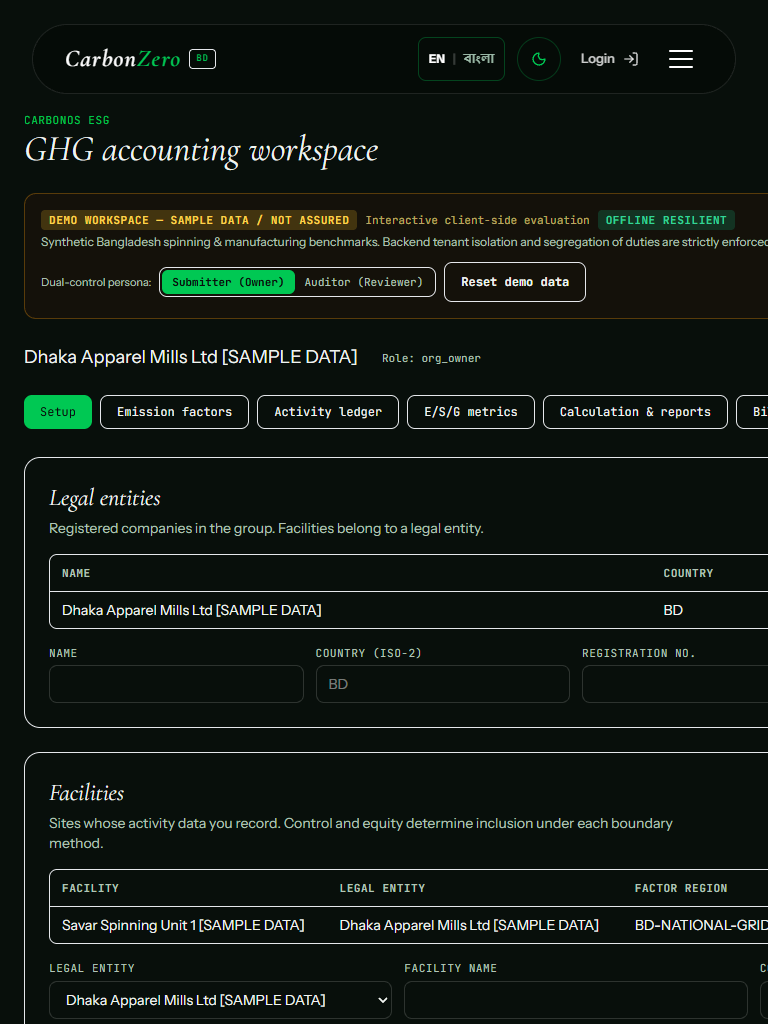 CarbonZero BD
EN | বাংলা
Login
CARBONOS ESG
GHG accounting workspace
DEMO WORKSPACE — SAMPLE DATA / NOT ASSURED Interactive client-side evaluation OFFLINE RESILIENT
Synthetic Bangladesh spinning & manufacturing benchmarks. Backend tenant isolation and segregation of duties are strictly enforced
Dual-control persona: Submitter (Owner) Auditor (Reviewer) Reset demo data
Dhaka Apparel Mills Ltd [SAMPLE DATA] Role: org_owner
Setup Emission factors Activity ledger E/S/G metrics Calculation & reports Bi
Legal entities
Registered companies in the group. Facilities belong to a legal entity.
NAME COUNTRY
Dhaka Apparel Mills Ltd [SAMPLE DATA] BD
NAME COUNTRY (ISO-2) REGISTRATION NO.
BD
Facilities
Sites whose activity data you record. Control and equity determine inclusion under each boundary
method.
FACILITY LEGAL ENTITY FACTOR REGION
Savar Spinning Unit 1 [SAMPLE DATA] Dhaka Apparel Mills Ltd [SAMPLE DATA] BD-NATIONAL-GRID
LEGAL ENTITY FACILITY NAME
Dhaka Apparel Mills Ltd [SAMPLE DATA]